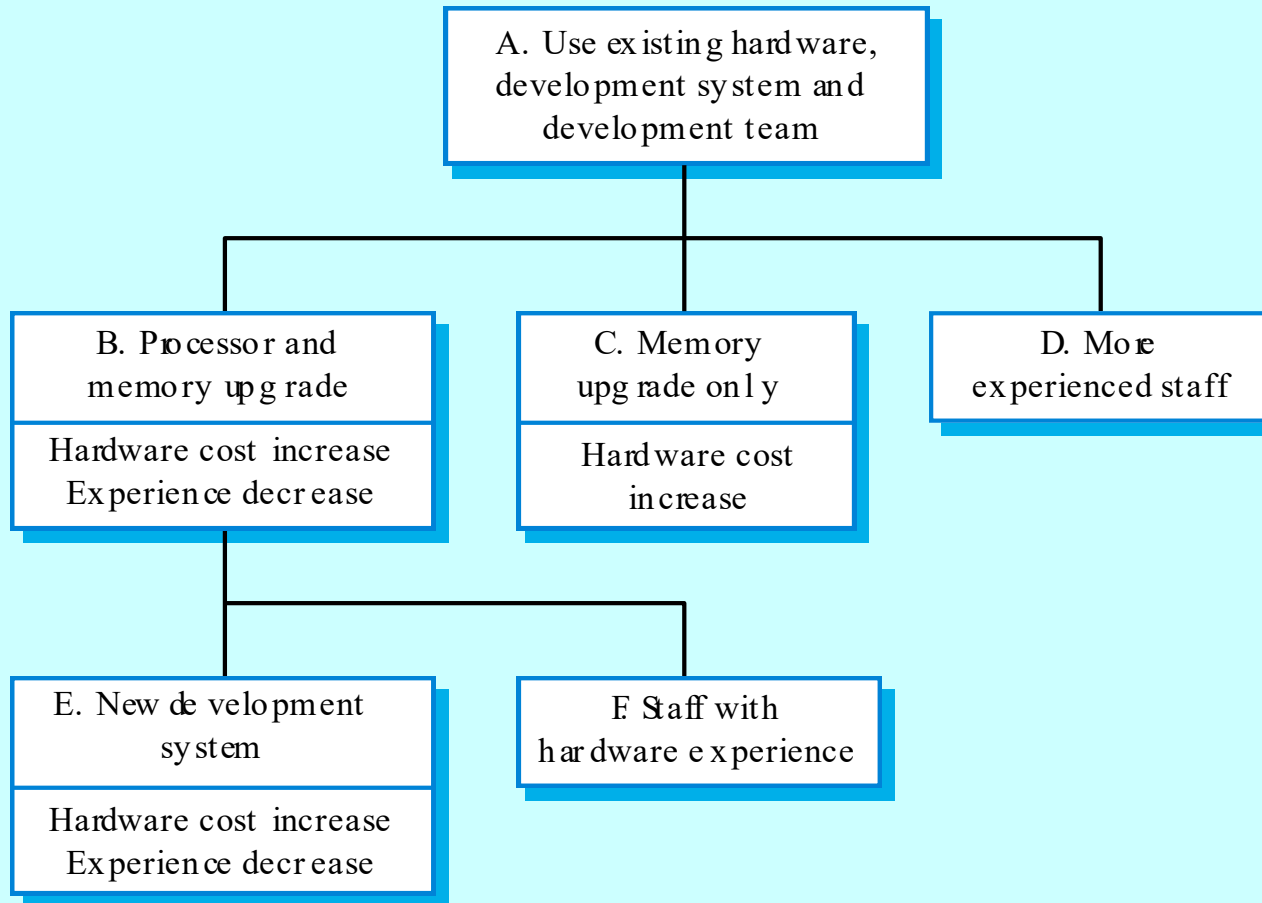 A. Use existing hardware,
development system and
development team
B. Processor and
memory upgrade
Hardware cost increase
Experience decrease
C. Memory
upgrade only
Hardware cost
increase
D. More
experienced staff
E. New development
system
Hardware cost increase
Experience decrease
F. Staff with
hardware experience